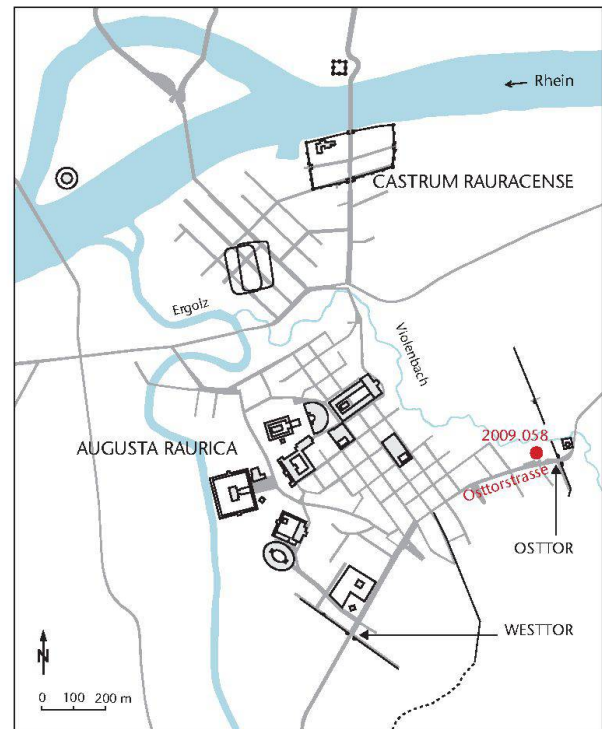 Rhein
CASTRUM RAURACENSE
Ergolz
Violenbach
AUGUSTA RAURICA
2009.058
Osttorstrasse
OSTTOR
WESTTOR
N
0 100 200 m